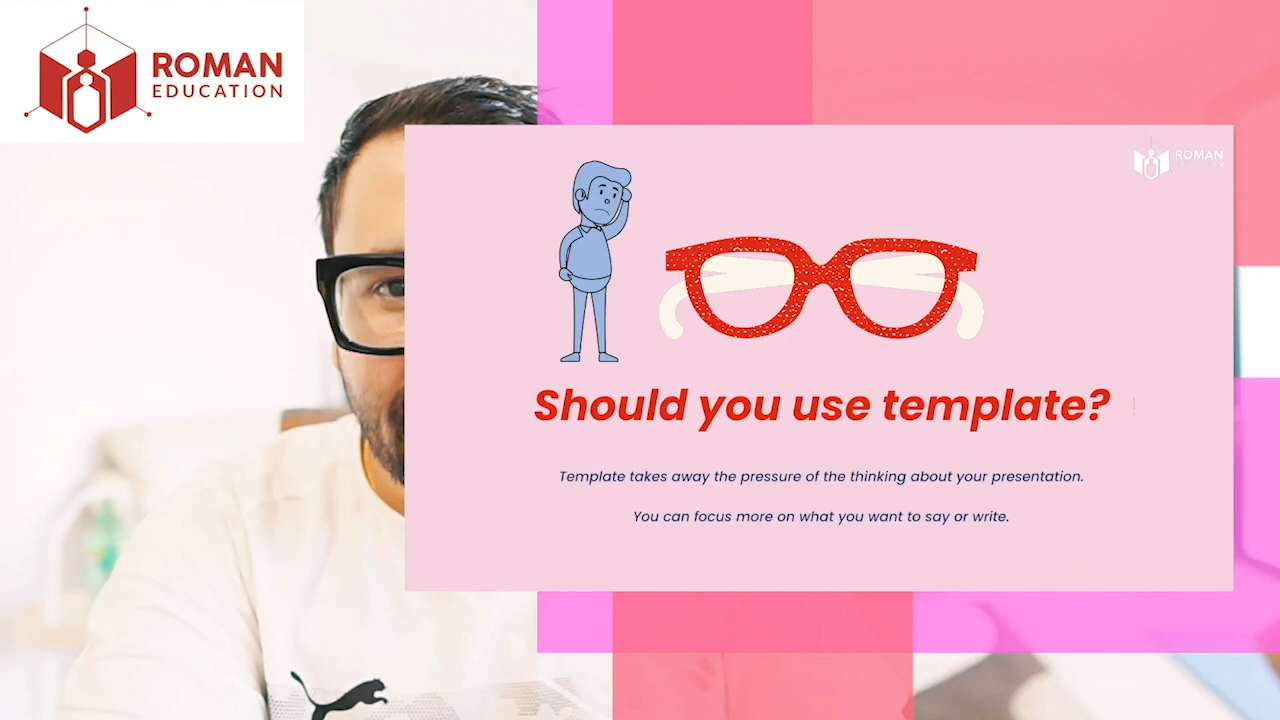 ROMAN
EDUCATION
ROMAN
Should you use template?
Template takes away the pressure of the thinking about your presentation.
You can focus more on what you want to say or write.